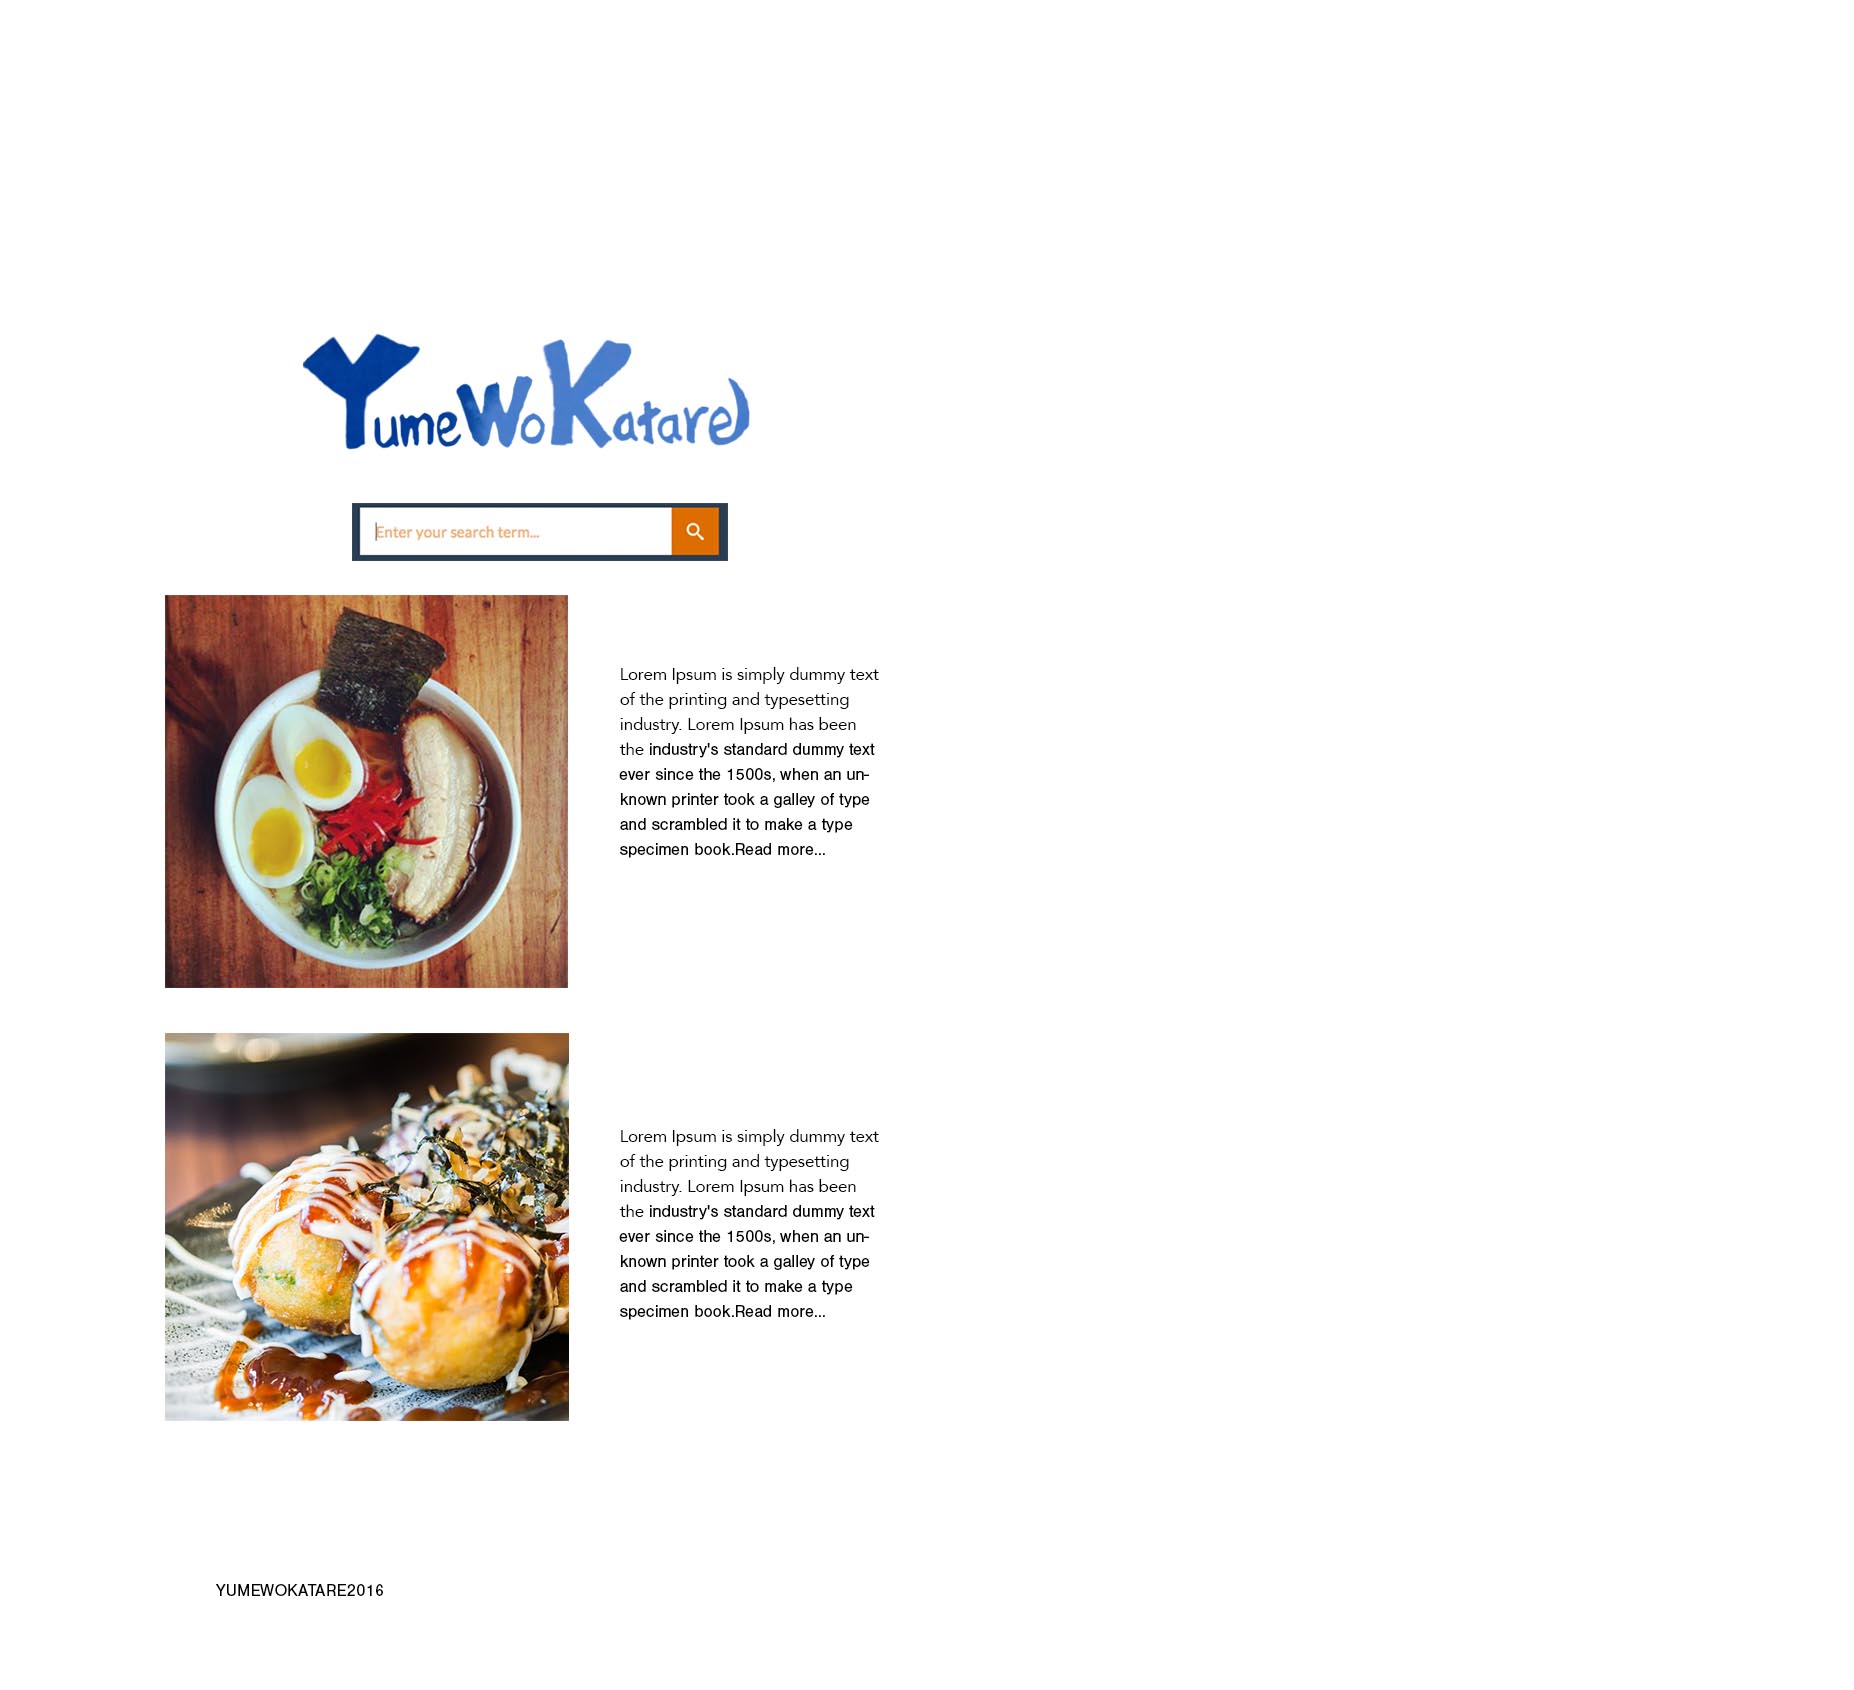 YumeWoKatare
Enter your search term...
Lorem Ipsum is simply dummy text
of the printing and typesetting
industry. Lorem Ipsum has been
the industry's standard dummy text
ever since the 1500s, when an un-
known printer took a galley of type
and scrambled it to make a type
specimen book.Read more...
Lorem Ipsum is simply dummy text
of the printing and typesetting
industry. Lorem Ipsum has been
the industry's standard dummy text
ever since the 1500s, when an un-
known printer took a galley of type
and scrambled it to make a type
specimen book.Read more...
YUMEWOKATARE2016